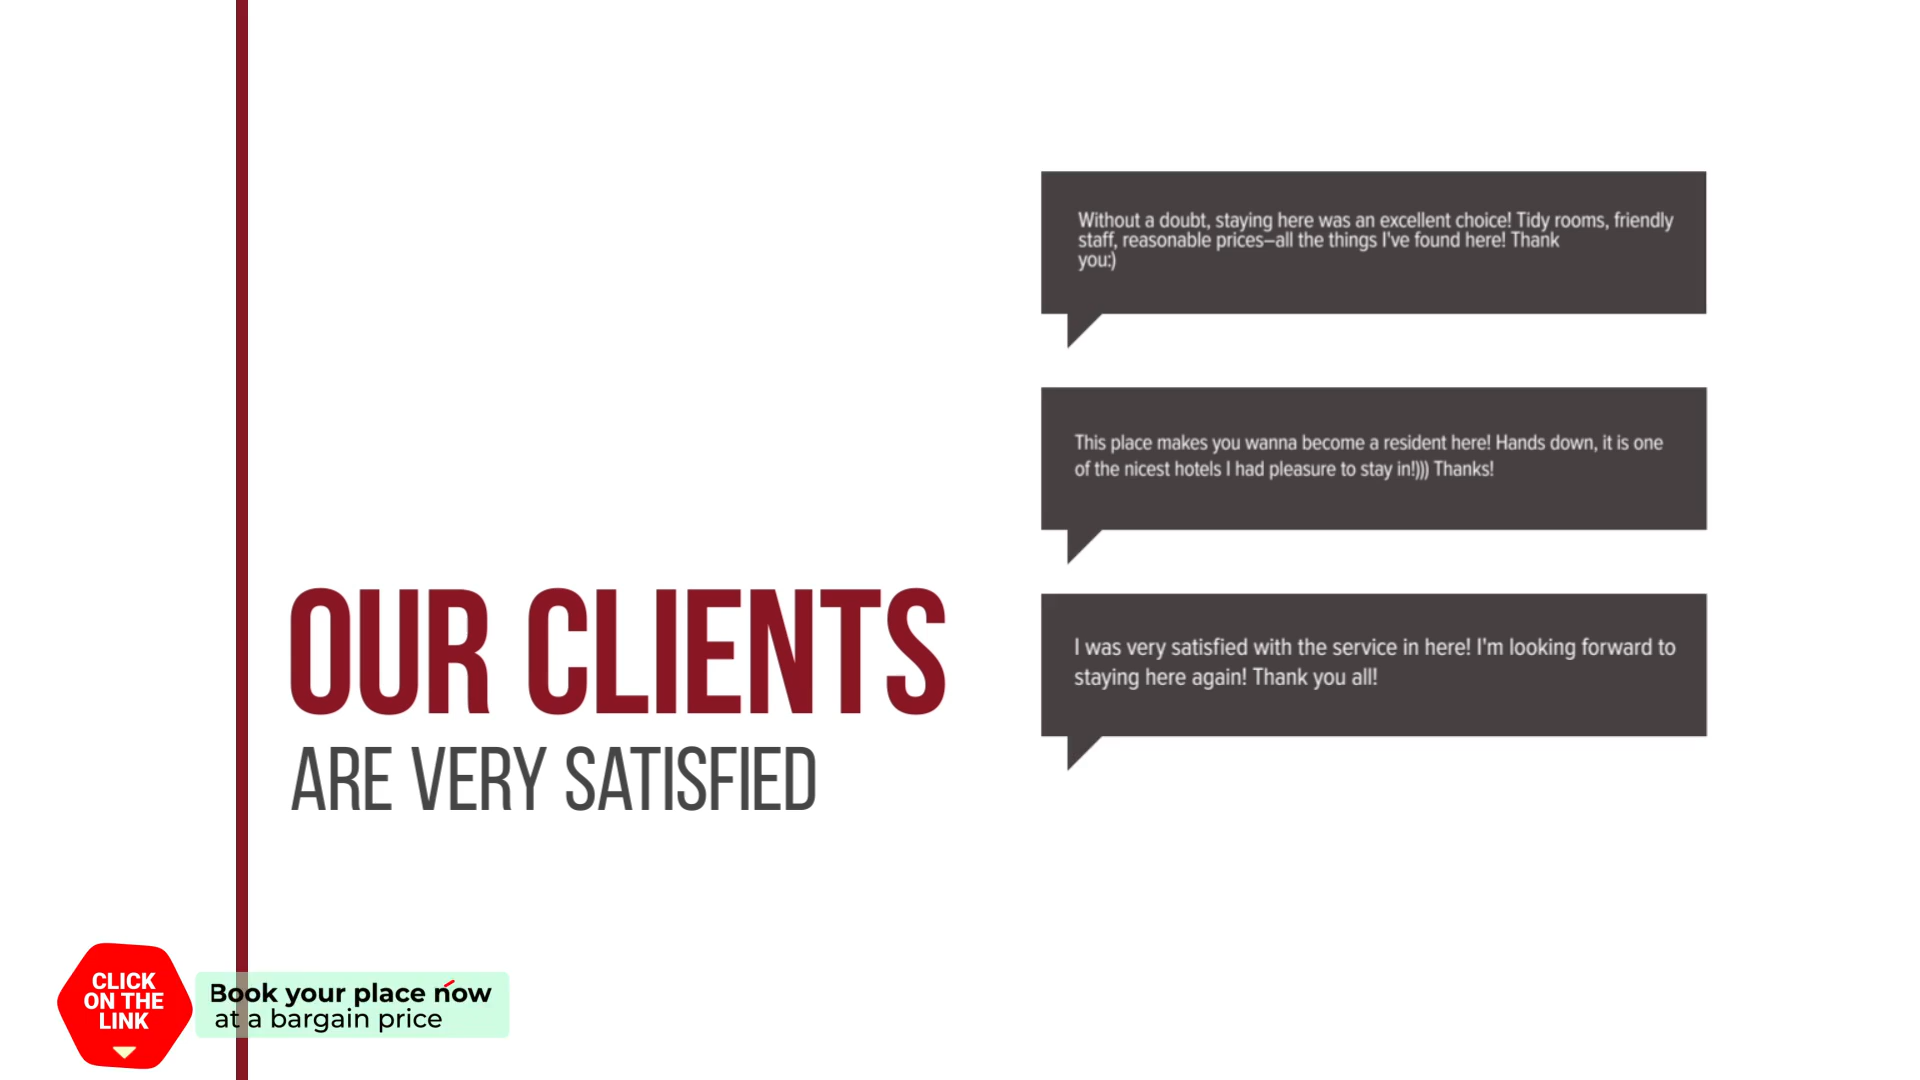 Without a doubt, staying here was an excellent choice! Tidy rooms, friendly
staff, reasonable prices–all the things I've found here! Thank
you:)
This place makes you wanna become a resident here! Hands down, it is one
of the nicest hotels I had pleasure to stay in!))) Thanks!
I was very satisfied with the service in here! I'm looking forward to
staying here again! Thank you all!
OUR CLIENTS
ARE VERY SATISFIED
CLICK
ON THE
LINK
Book your place now
at a bargain price